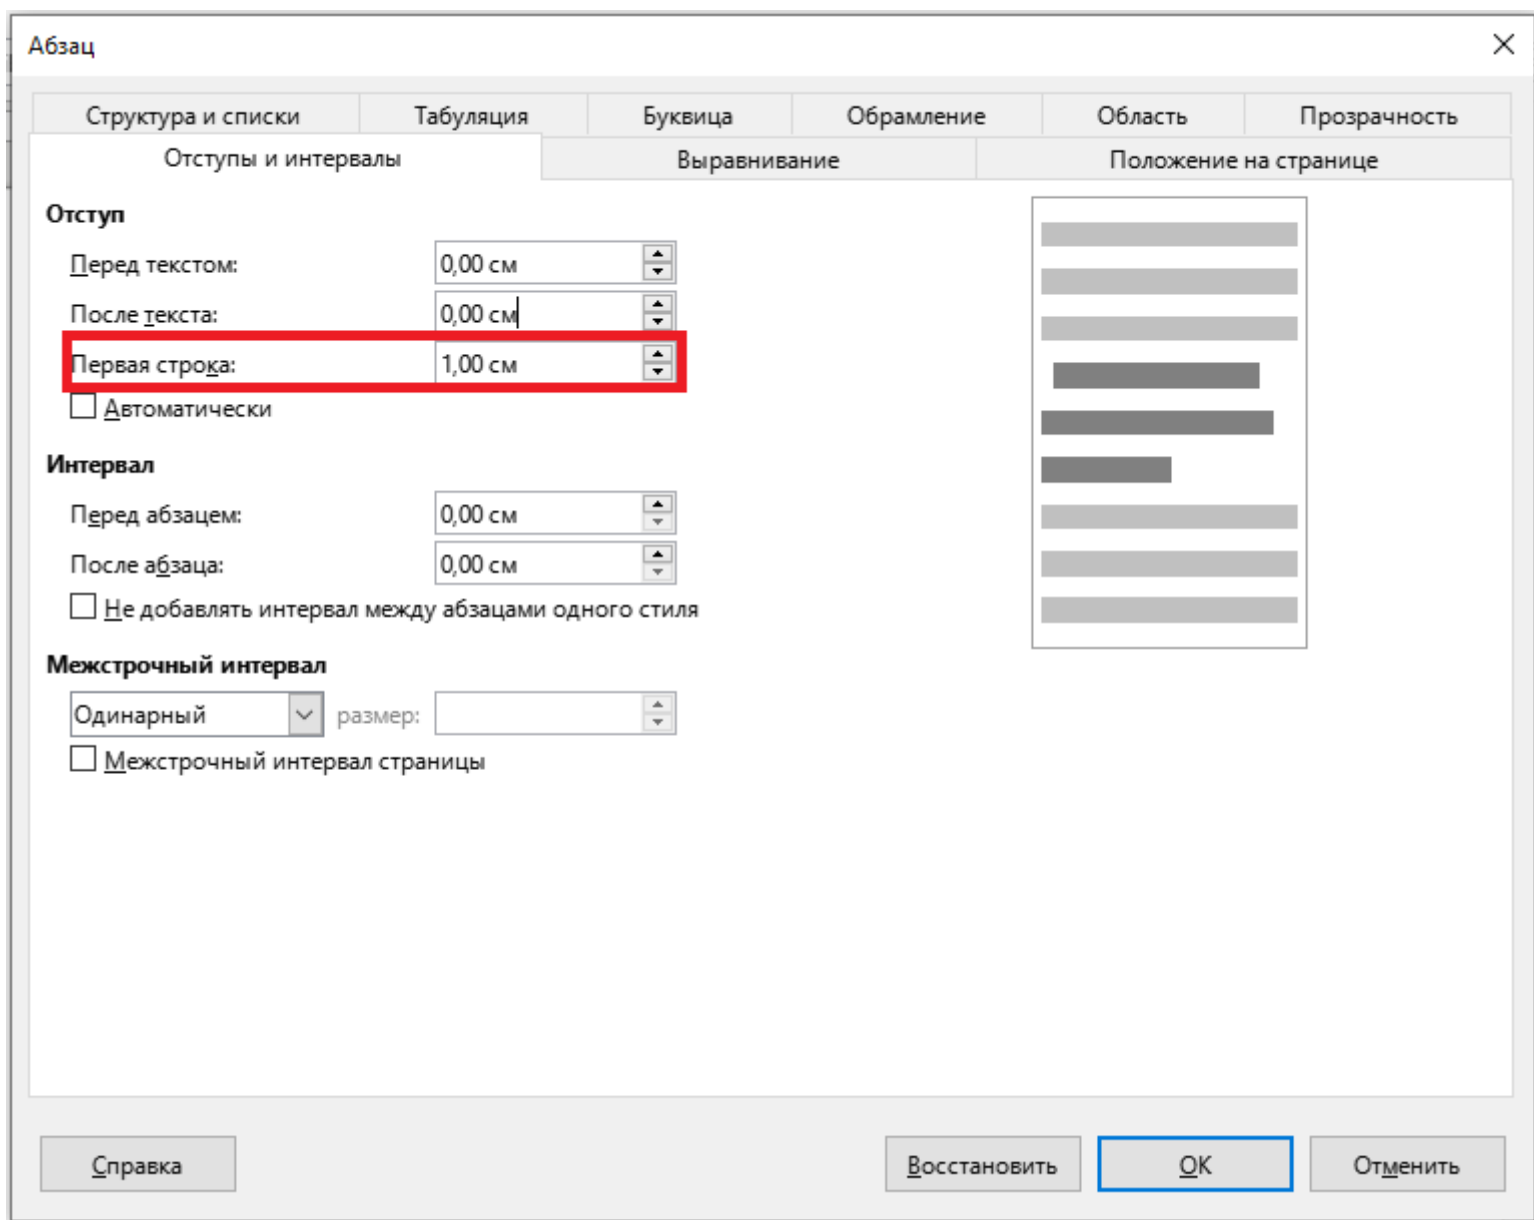 Абзац
Структура и списки Табуляция Буквица Обрамление Область Прозрачность
Отступы и интервалы Выравнивание Положение на странице
Отступ
Перед текстом: 0,00 см
После текста: 0,00 см
Первая строка: 1,00 см
Автоматически
Интервал
Перед абзацем: 0,00 см
После абзаца: 0,00 см
Не добавлять интервал между абзацами одного стиля
Межстрочный интервал
Одинарный размер:
Межстрочный интервал страницы
Справка Восстановить ОК Отменить